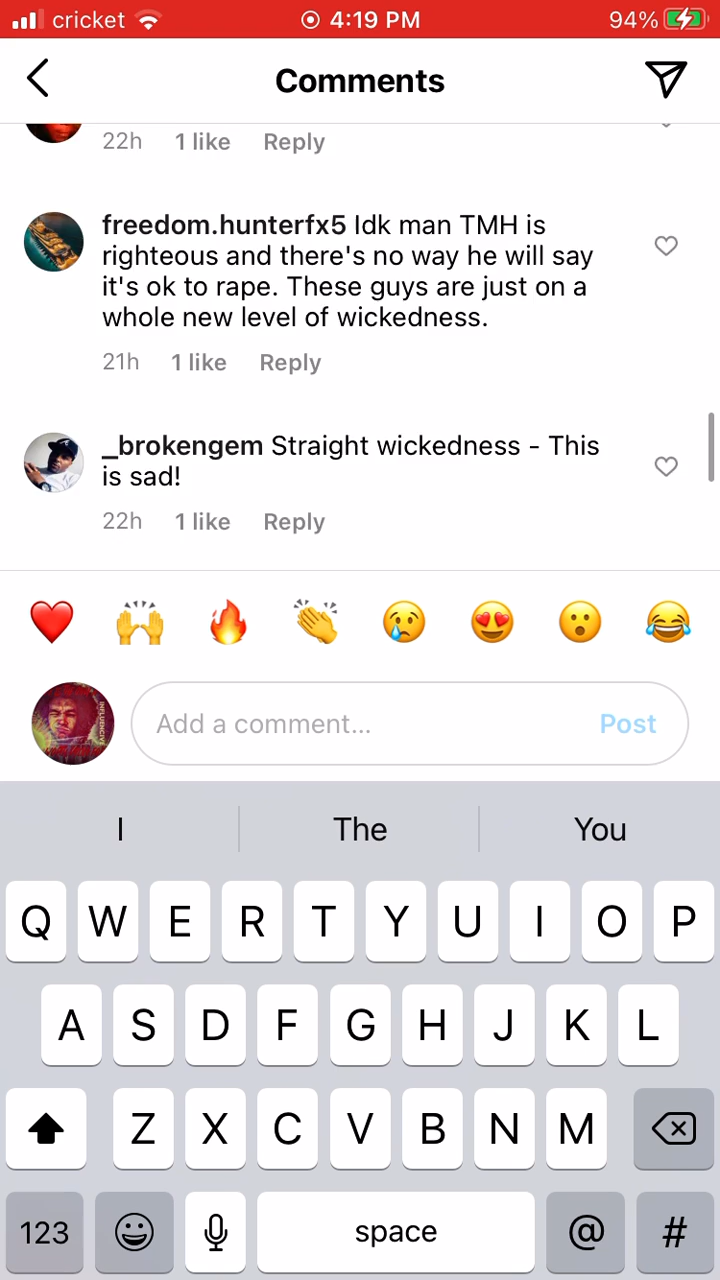 cricket 4:19 PM 94%
Comments
22h 1 like Reply
freedom.hunterfx5 Idk man TMH is
righteous and there's no way he will say
it's ok to rape. These guys are just on a
whole new level of wickedness.
21h 1 like Reply
_brokengem Straight wickedness - This
is sad!
22h 1 like Reply
Add a comment... Post
I The You
Q W E R T Y U I O P
A S D F G H J K L
Z X C V B N M
123 space @ #